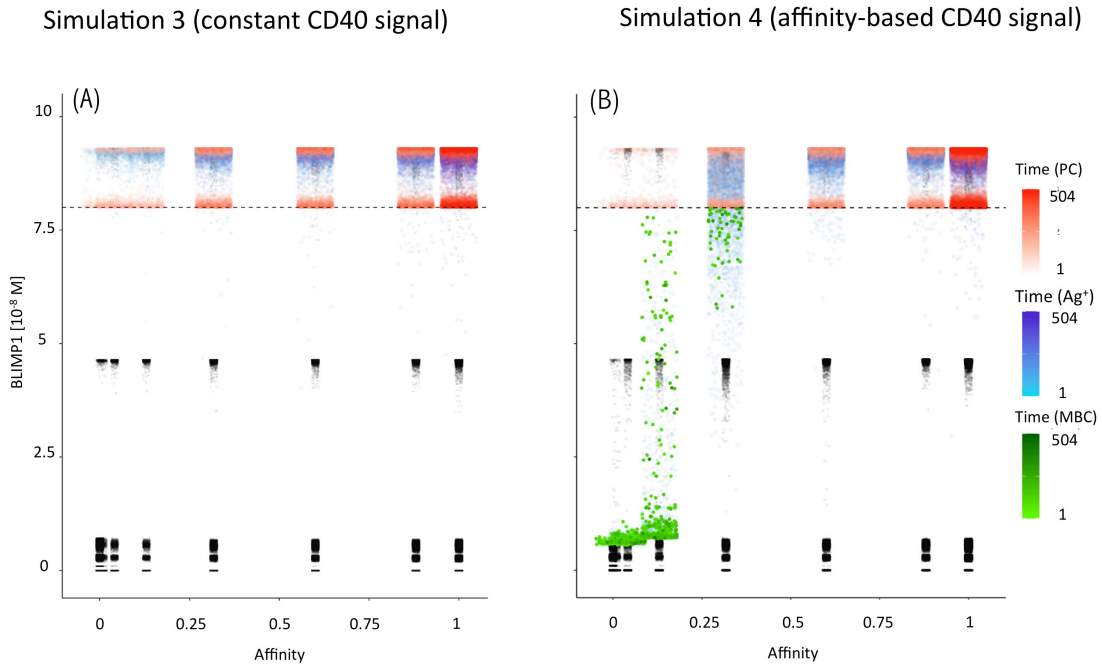 Simulation 3 (constant CD40 signal)
Simulation 4 (affinity-based CD40 signal)
(A)
(B)
10
7.5
5
2.5
0
BLIMP1 [10⁻⁸ M]
0
0.25
0.5
0.75
1
Affinity
0
0.25
0.5
0.75
1
Affinity
Time (PC)
504
1
Time (Ag⁺)
504
1
Time (MBC)
504
1